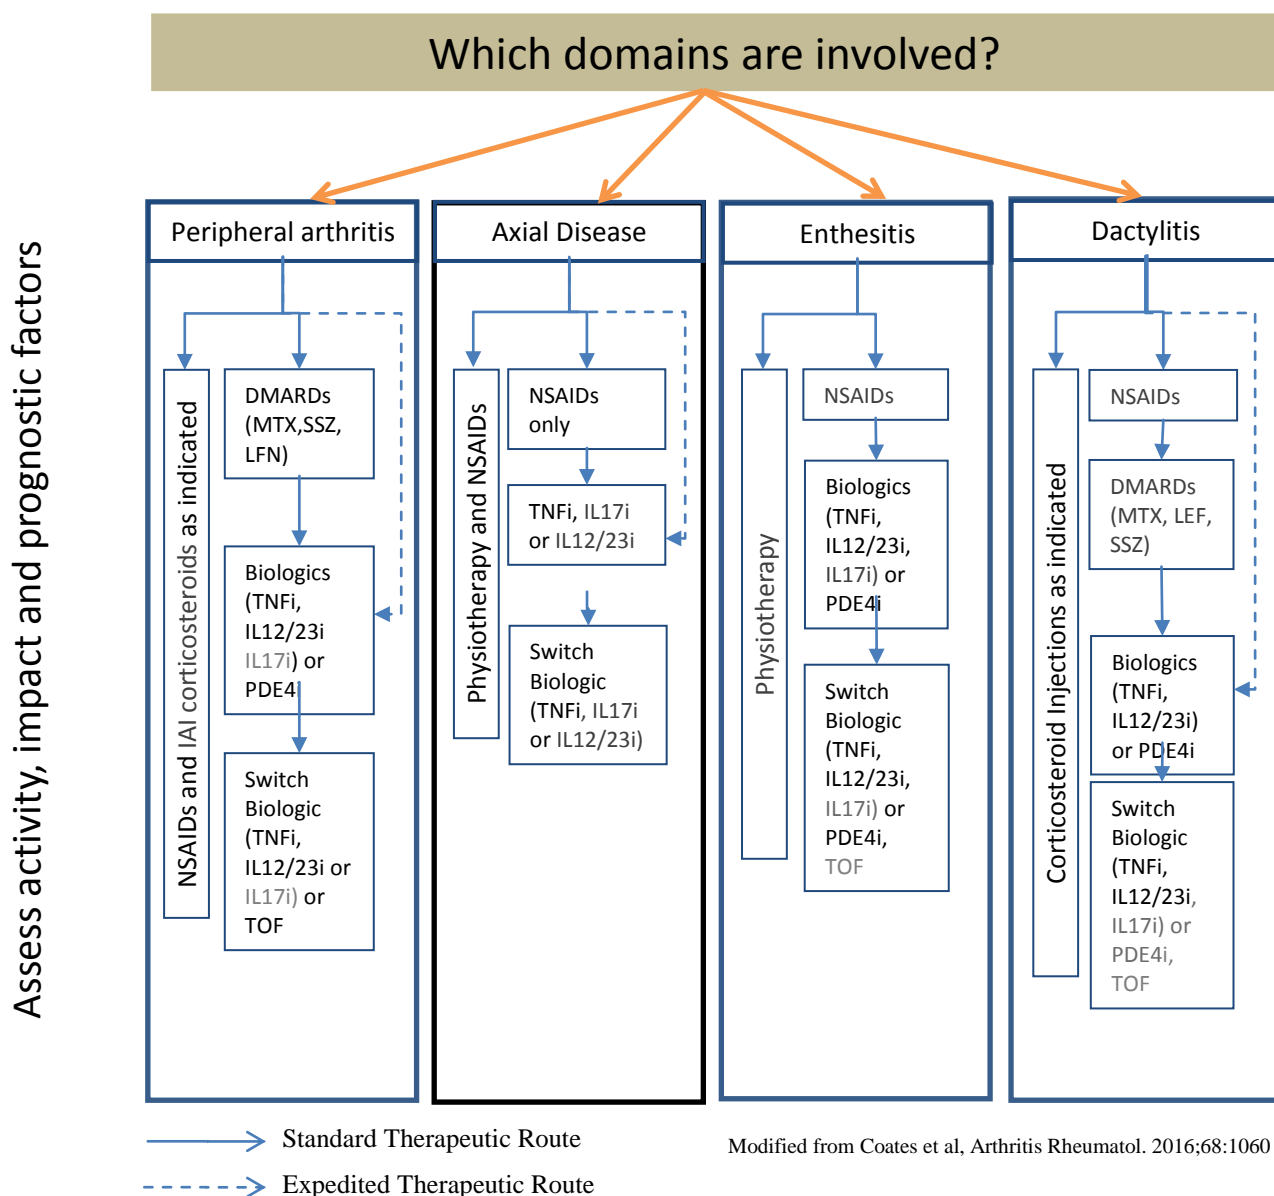 Which domains are involved?
Assess activity, impact and prognostic factors
Peripheral arthritis
NSAIDs and IAI corticosteroids as indicated
DMARDs
(MTX,SSZ,
LFN)
Biologics
(TNFi,
IL12/23i
IL17i) or
PDE4i
Switch
Biologic
(TNFi,
IL12/23i or
IL17i) or
TOF
Axial Disease
Physiotherapy and NSAIDs
NSAIDs
only
TNFi, IL17i
or IL12/23i
Switch
Biologic
(TNFi, IL17i
or IL12/23i)
Enthesitis
Physiotherapy
NSAIDs
Biologics
(TNFi,
IL12/23i,
IL17i) or
PDE4i
Switch
Biologic
(TNFi,
IL12/23i,
IL17i) or
PDE4i,
TOF
Dactylitis
Corticosteroid Injections as indicated
NSAIDs
DMARDs
(MTX, LEF,
SSZ)
Biologics
(TNFi,
IL12/23i)
or PDE4i
Switch
Biologic
(TNFi,
IL12/23i,
IL17i) or
PDE4i,
TOF
Standard Therapeutic Route
Expedited Therapeutic Route
Modified from Coates et al, Arthritis Rheumatol. 2016;68:1060